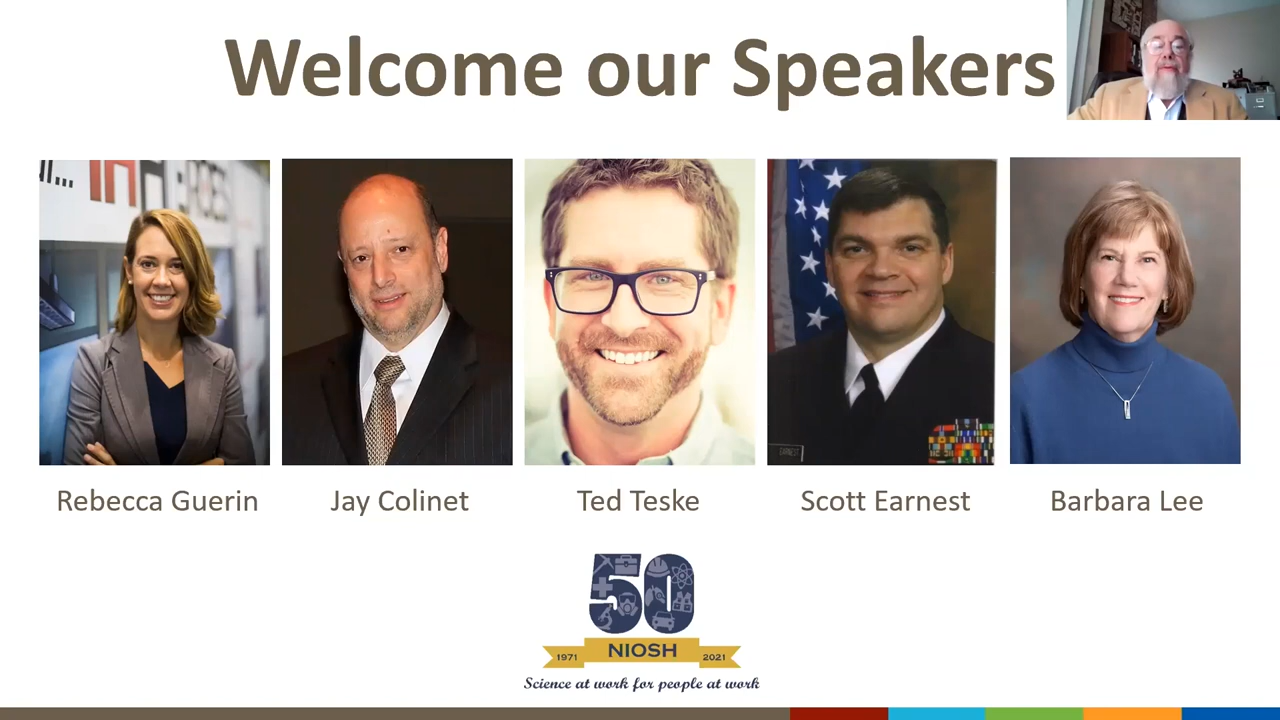 Welcome our Speakers
Rebecca Guerin
Jay Colinet
Ted Teske
Scott Earnest
Barbara Lee
EARNEST
50
1971 NIOSH 2021
Science at work for people at work